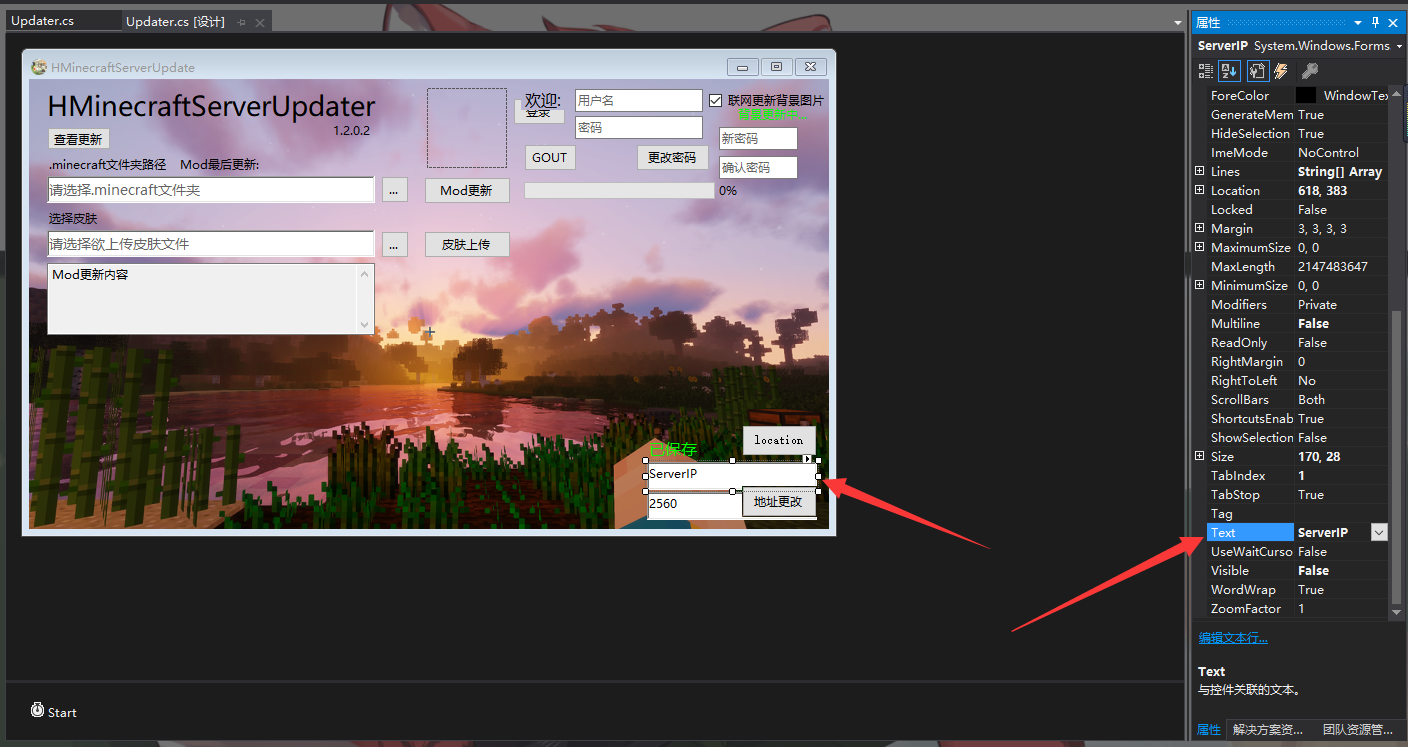 Updater.cs
Updater.cs [设计]
HMinecraftServerUpdate
HMinecraftServerUpdater
1.2.0.2
查看更新
.minecraft文件夹路径
Mod最后更新:
请选择.minecraft文件夹
...
Mod更新
0%
选择皮肤
请选择欲上传皮肤文件
...
皮肤上传
Mod更新内容
欢迎:
登录
用户名
密码
联网更新背景图片
新密码
确认密码
GOUT
更改密码
location
已保存
ServerIP
2560
地址更改
Start
属性
ServerIP System.Windows.Forms
ForeColor WindowTex
GenerateMem True
HideSelection True
ImeMode NoControl
Lines String[] Array
Location 618, 383
Locked False
Margin 3, 3, 3, 3
MaximumSize 0, 0
MaxLength 2147483647
MinimumSize 0, 0
Modifiers Private
Multiline False
ReadOnly False
RightMargin 0
RightToLeft No
ScrollBars Both
ShortcutsEnab True
ShowSelection False
Size 170, 28
TabIndex 1
TabStop True
Tag
Text ServerIP
UseWaitCurso False
Visible False
WordWrap True
ZoomFactor 1
编辑文本行...
Text
与控件关联的文本。
属性 解决方案资... 团队资源管...